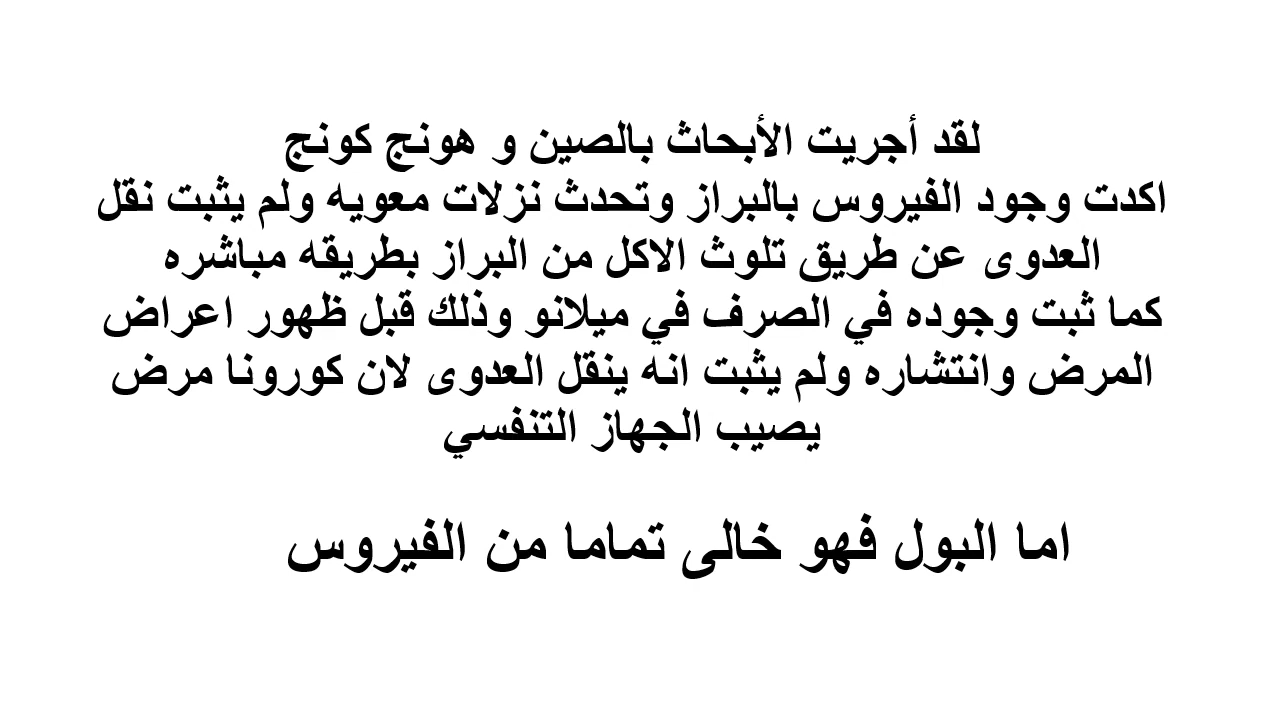 لقد أجريت الأبحاث بالصين و هونج كونج
اكدت وجود الفيروس بالبراز وتحدث نزلات معويه ولم يثبت نقل
العدوى عن طريق تلوث الاكل من البراز بطريقه مباشره
كما ثبت وجوده في الصرف في ميلانو وذلك قبل ظهور اعراض
المرض وانتشاره ولم يثبت انه ينقل العدوى لان كورونا مرض
يصيب الجهاز التنفسي
اما البول فهو خالى تماما من الفيروس